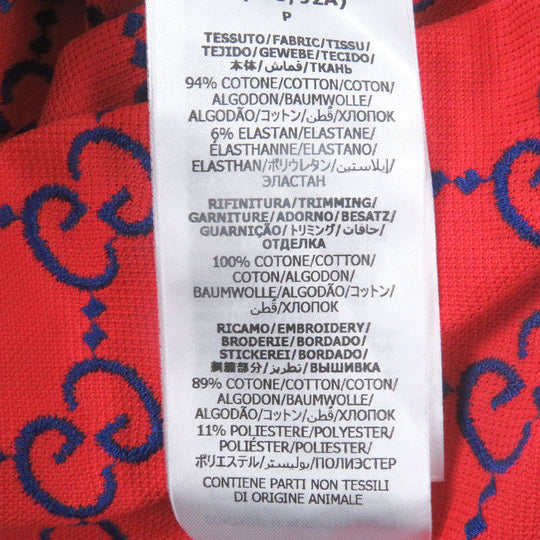 P
TESSUTO/FABRIC/TISSU/
TEJIDO/GEWEBE/TECIDO/
本体/قماش/ТКАНЬ
94% COTONE/COTTON/COTON/
ALGODON/BAUMWOLLE/
ALGODÃO/コットン/قطن/ХЛОПОК
6% ELASTAN/ELASTANE/
ÉLASTHANNE/ELASTANO/
ELASTHAN/ポリウレタン/إيلاستين/
ЭЛАСТАН
RIFINITURA/TRIMMING/
GARNITURE/ADORNO/BESATZ/
GUARNIÇÃO/トリミング/حافات/
ОТДЕЛКА
100% COTONE/COTTON/
COTON/ALGODON/
BAUMWOLLE/ALGODÃO/コットン/
قطن/ХЛОПОК
RICAMO/EMBROIDERY/
BRODERIE/BORDADO/
STICKEREI/BORDADO/
刺繍部分/تطريز/ВЫШИВКА
89% COTONE/COTTON/COTON/
ALGODON/BAUMWOLLE/
ALGODÃO/コットン/قطن/ХЛОПОК
11% POLIESTERE/POLYESTER/
POLYESTER/POLIÉSTER/
POLIÉSTER/POLIESTER/
ポリエステル/بوليستر/ПОЛИЭСТЕР
CONTIENE PARTI NON TESSILI
DI ORIGINE ANIMALE